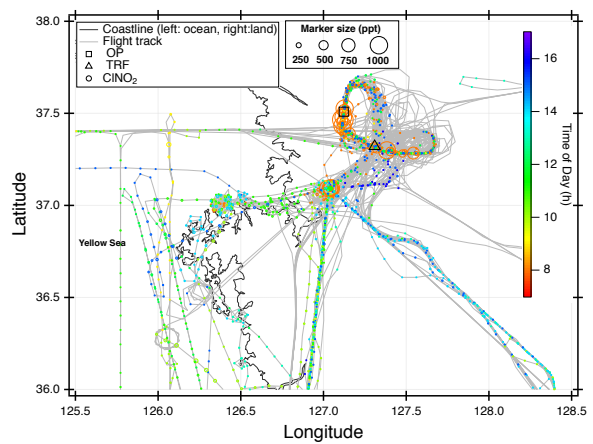 38.0
37.5
37.0
36.5
36.0
Latitude
Coastline (left: ocean, right:land)
Flight track
OP
TRF
ClNO₂
Marker size (ppt)
250 500 750 1000
Yellow Sea
16
14
12
10
8
Time of Day (h)
125.5 126.0 126.5 127.0 127.5 128.0 128.5
Longitude